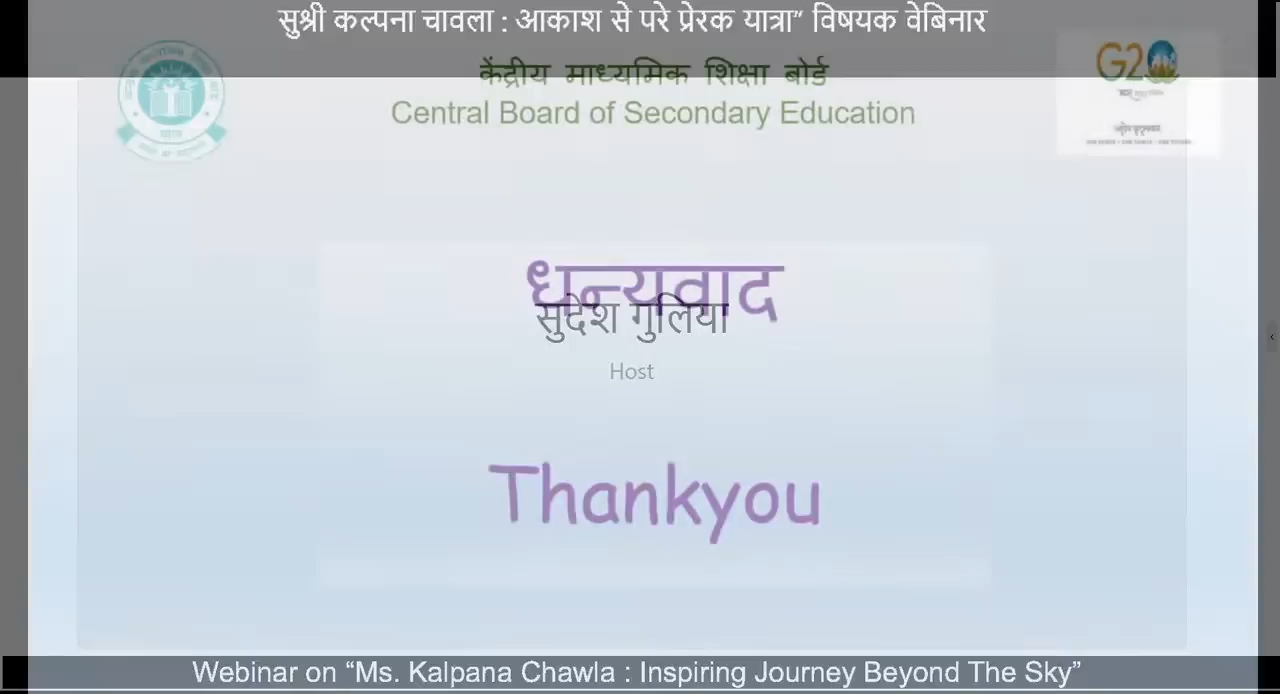 सुश्री कल्पना चावला : आकाश से परे प्रेरक यात्रा” विषयक वेबिनार
केंद्रीय माध्यमिक शिक्षा बोर्ड
Central Board of Secondary Education
G20
धन्यवाद
सुदेश गुलिया
Host
Thankyou
Webinar on “Ms. Kalpana Chawla : Inspiring Journey Beyond The Sky”